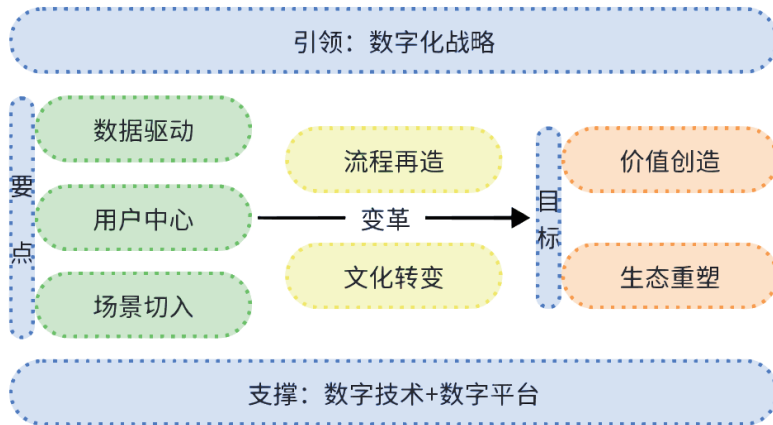 引领：数字化战略
要点
数据驱动
用户中心
场景切入
流程再造
变革
文化转变
目标
价值创造
生态重塑
支撑：数字技术+数字平台